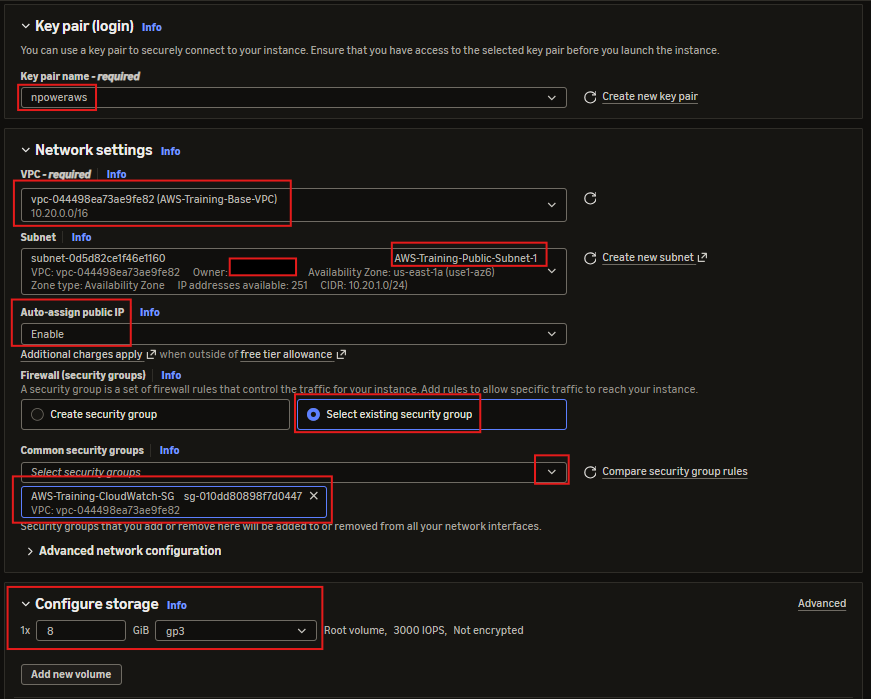 Key pair (login) Info
You can use a key pair to securely connect to your instance. Ensure that you have access to the selected key pair before you launch the instance.
Key pair name - required
npoweraws
Create new key pair
Network settings Info
VPC - required Info
vpc-044498ea73ae9fe82 (AWS-Training-Base-VPC)
10.20.0.0/16
Subnet Info
subnet-0d5d82ce1f46e1160 AWS-Training-Public-Subnet-1
VPC: vpc-044498ea73ae9fe82 Owner: Availability Zone: us-east-1a (use1-az6)
Zone type: Availability Zone IP addresses available: 251 CIDR: 10.20.1.0/24)
Create new subnet
Auto-assign public IP Info
Enable
Additional charges apply when outside of free tier allowance
Firewall (security groups) Info
A security group is a set of firewall rules that control the traffic for your instance. Add rules to allow specific traffic to reach your instance.
Create security group Select existing security group
Common security groups Info
Select security groups
Compare security group rules
AWS-Training-CloudWatch-SG sg-010dd80898f7d0447
VPC: vpc-044498ea73ae9fe82
Security groups that you add or remove here will be added to or removed from all your network interfaces.
Advanced network configuration
Configure storage Info Advanced
1x 8 GiB gp3 Root volume, 3000 IOPS, Not encrypted
Add new volume